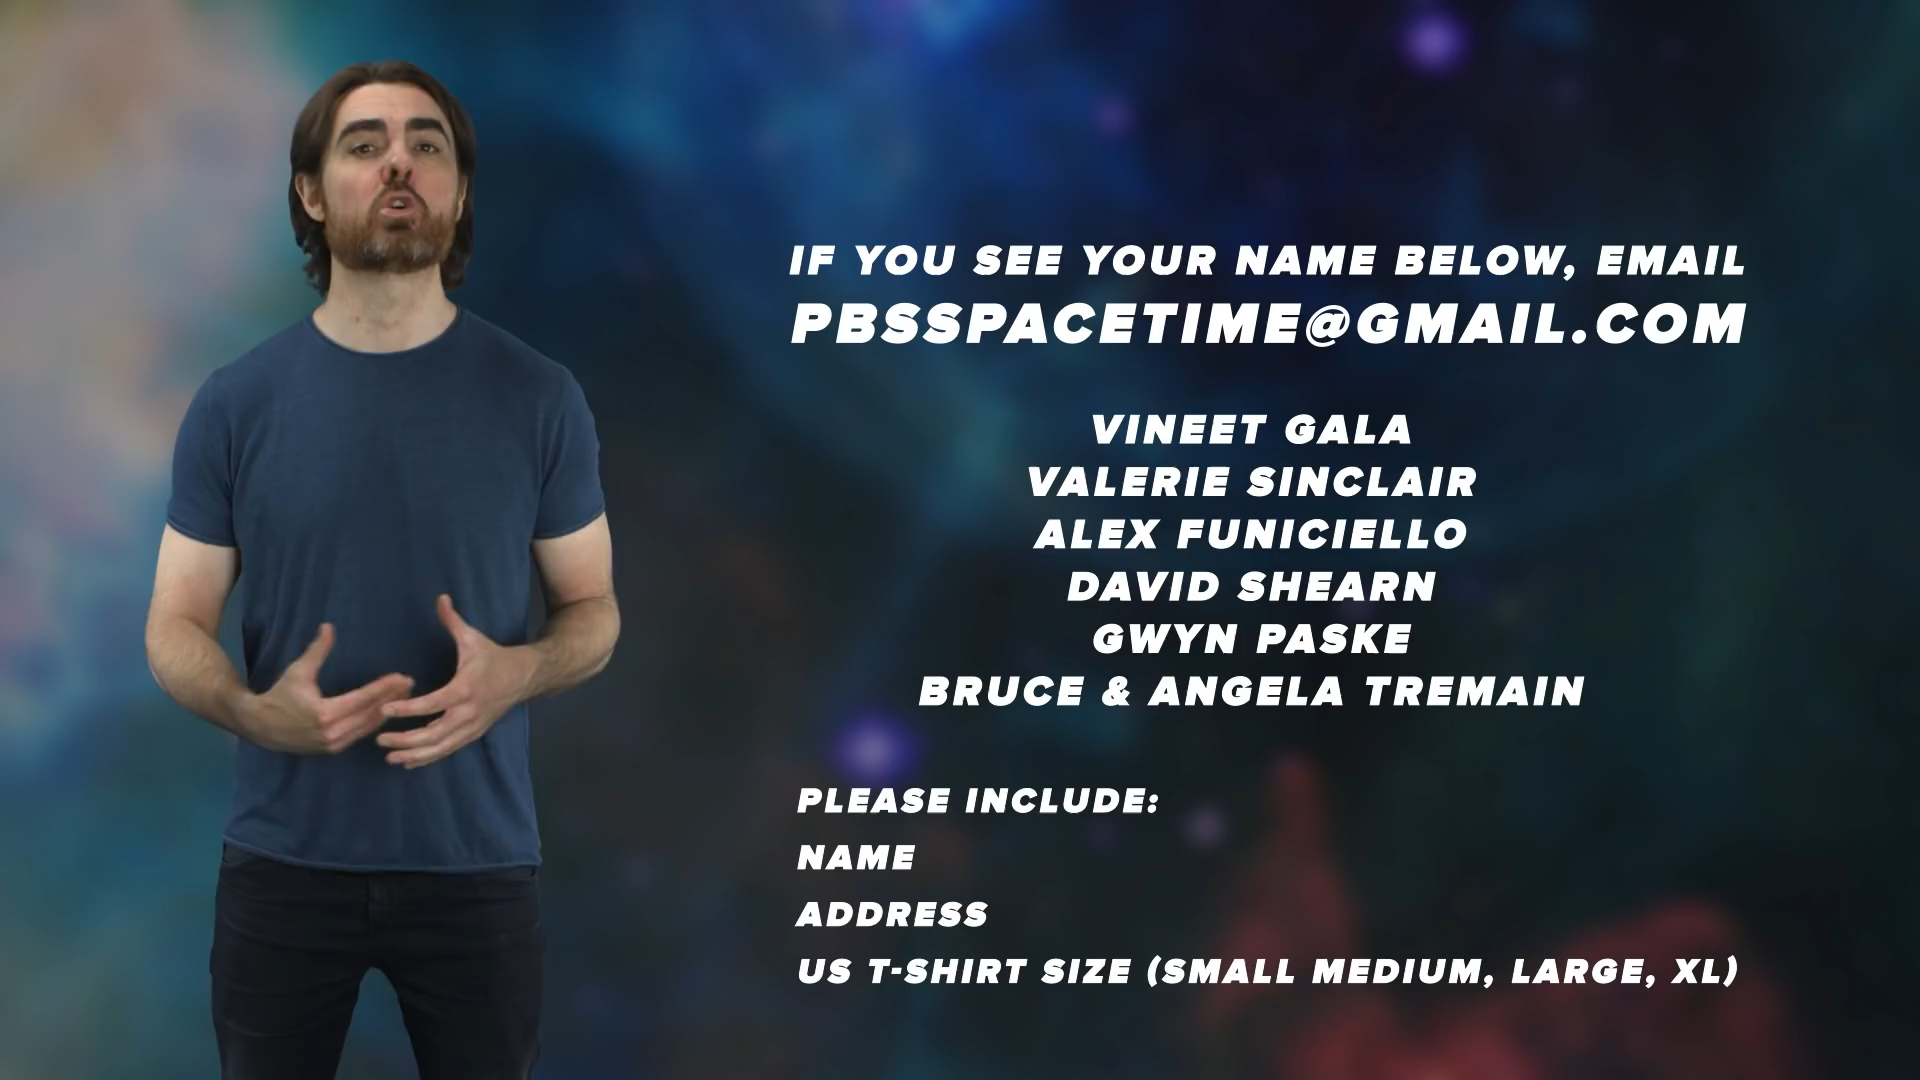 IF YOU SEE YOUR NAME BELOW, EMAIL
PBSSPACETIME@GMAIL.COM
VINEET GALA
VALERIE SINCLAIR
ALEX FUNICIELLO
DAVID SHEARN
GWYN PASKE
BRUCE & ANGELA TREMAIN
PLEASE INCLUDE:
NAME
ADDRESS
US T-SHIRT SIZE (SMALL MEDIUM, LARGE, XL)